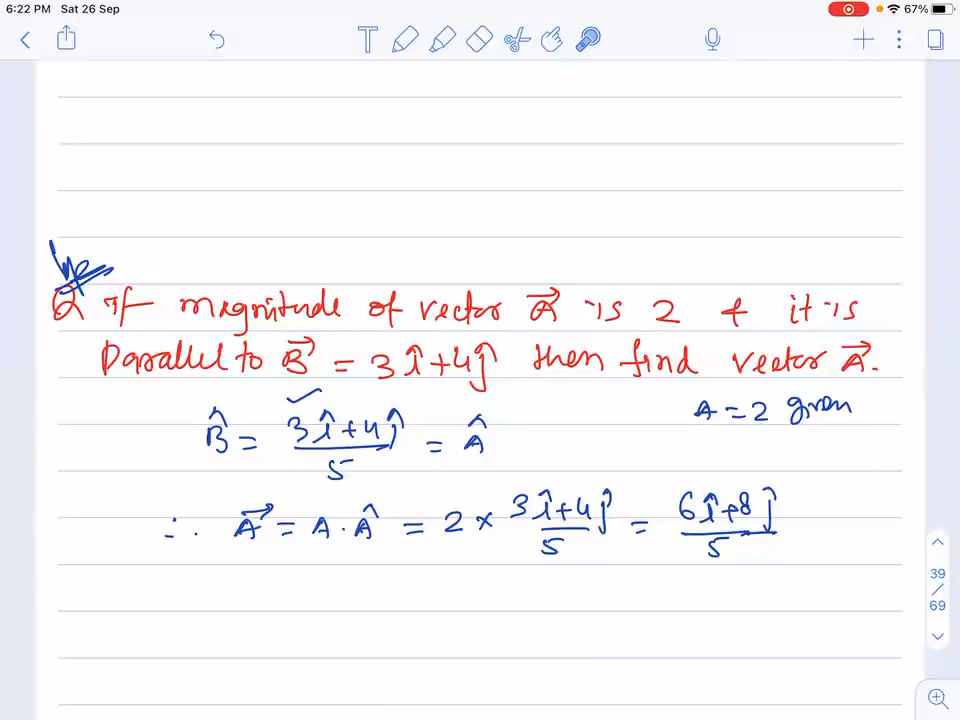 6:22 PM Sat 26 Sep
67%
Imp
Q If magnitude of vector A⃗ is 2 & it is
Parallel to B⃗ = 3î+4ĵ then find vector A⃗.
A = 2 given
B̂ = 3î+4ĵ/5 = Â
∴ A⃗ = A·Â = 2 × 3î+4ĵ/5 = 6î+8ĵ/5
39
/
69